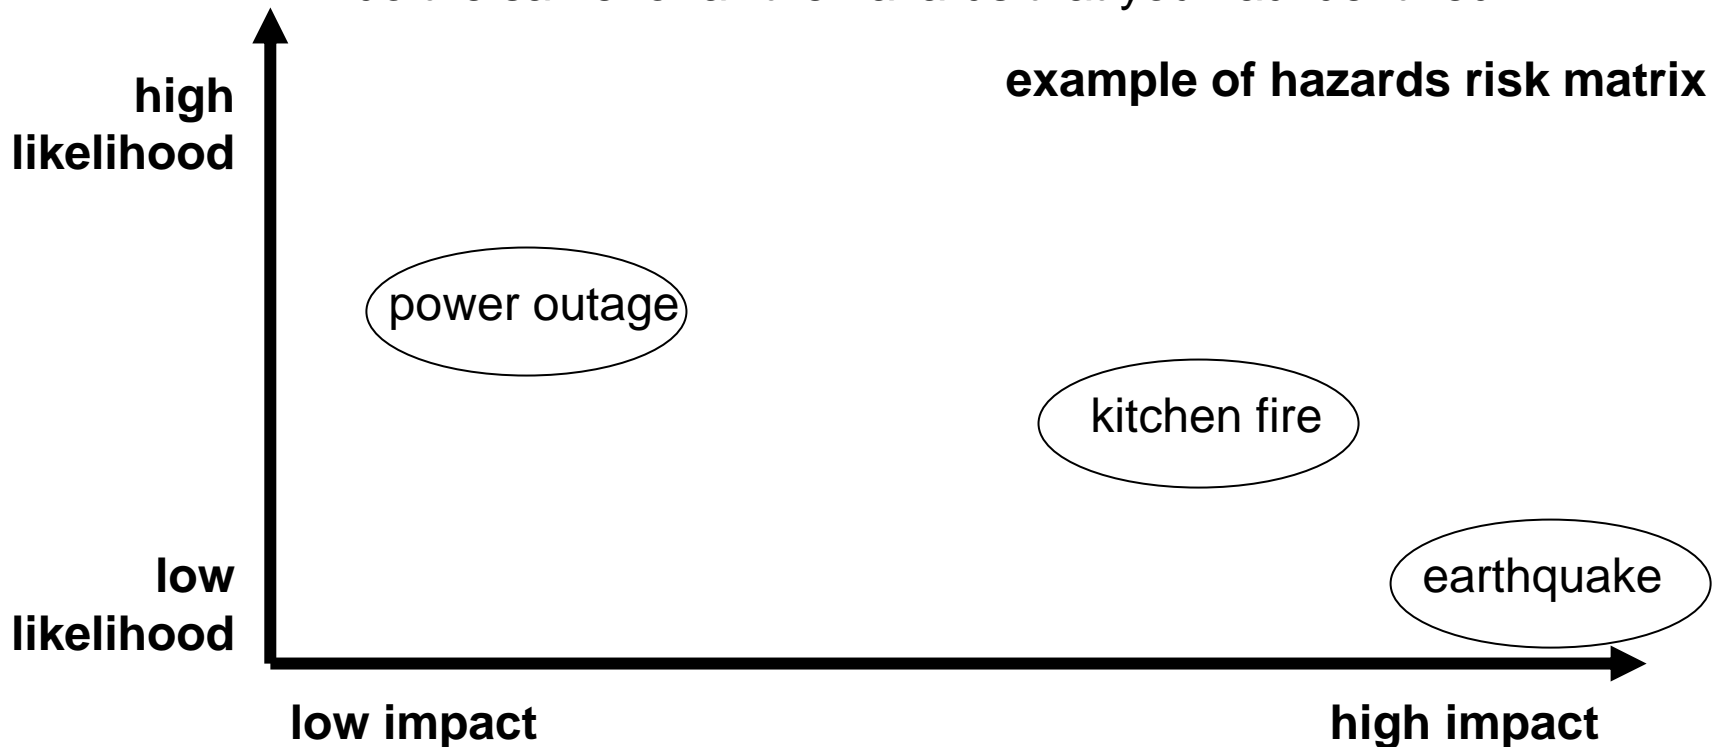 example of hazards risk matrix
high
likelihood
power outage
kitchen fire
earthquake
low
likelihood
low impact
high impact